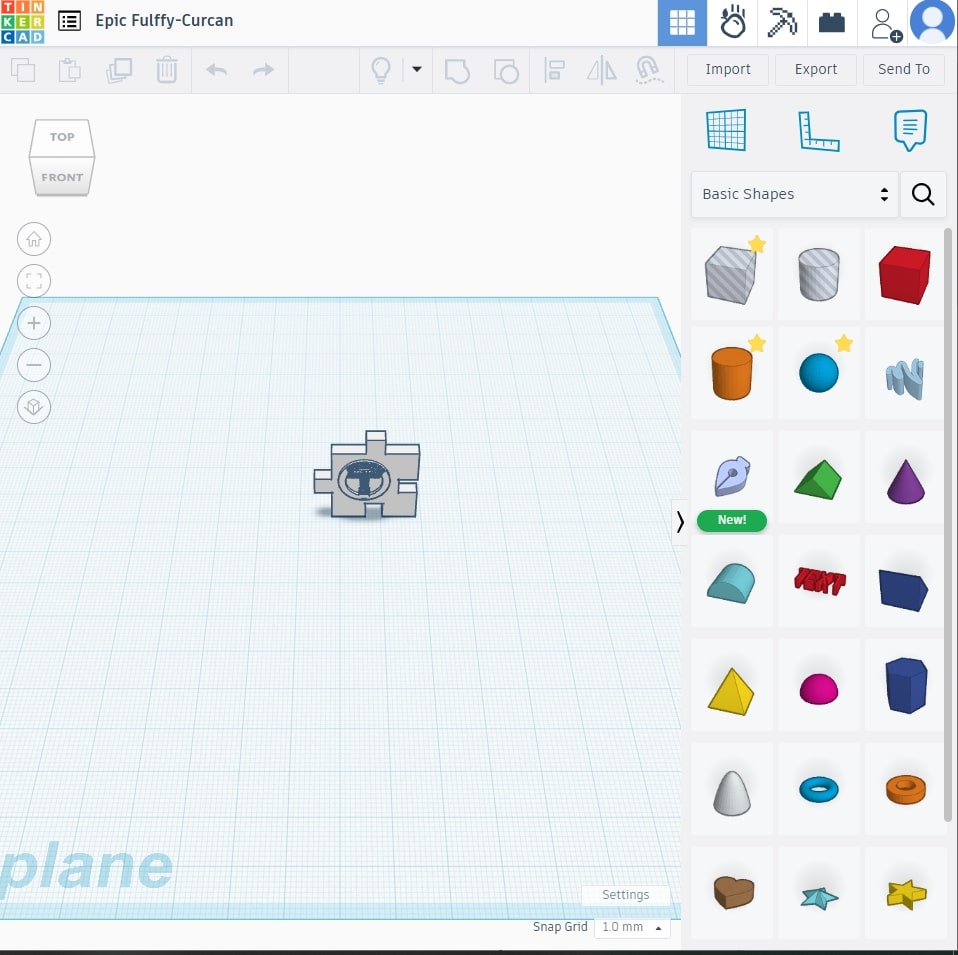 TIN
KER
CAD
Epic Fulffy-Curcan
Import
Export
Send To
TOP
FRONT
Basic Shapes
New!
TEXT
plane
Settings
Snap Grid
1.0 mm